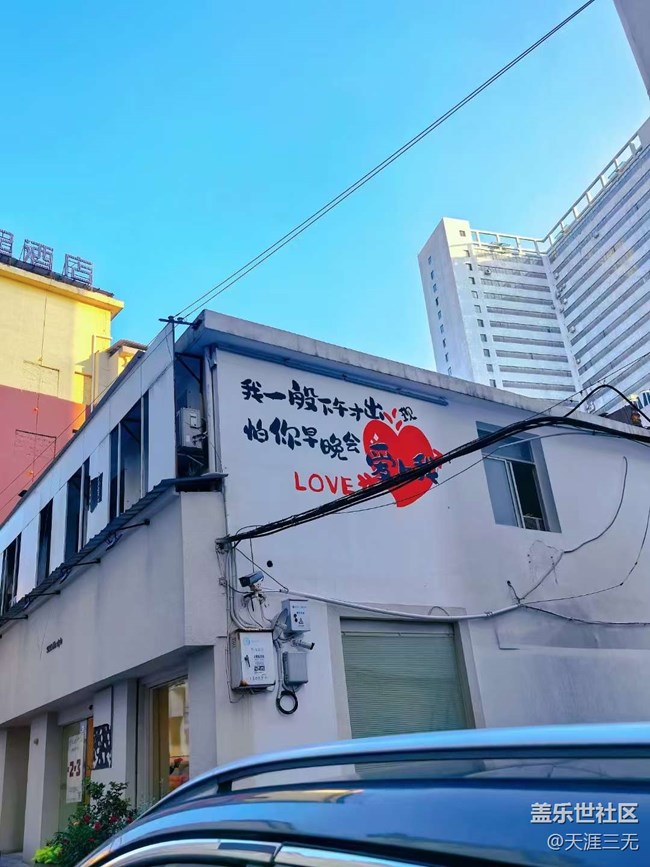 酒店
我一般下午才出现
怕你早晚会
爱上我
LOVE
盖乐世社区
@天涯三无